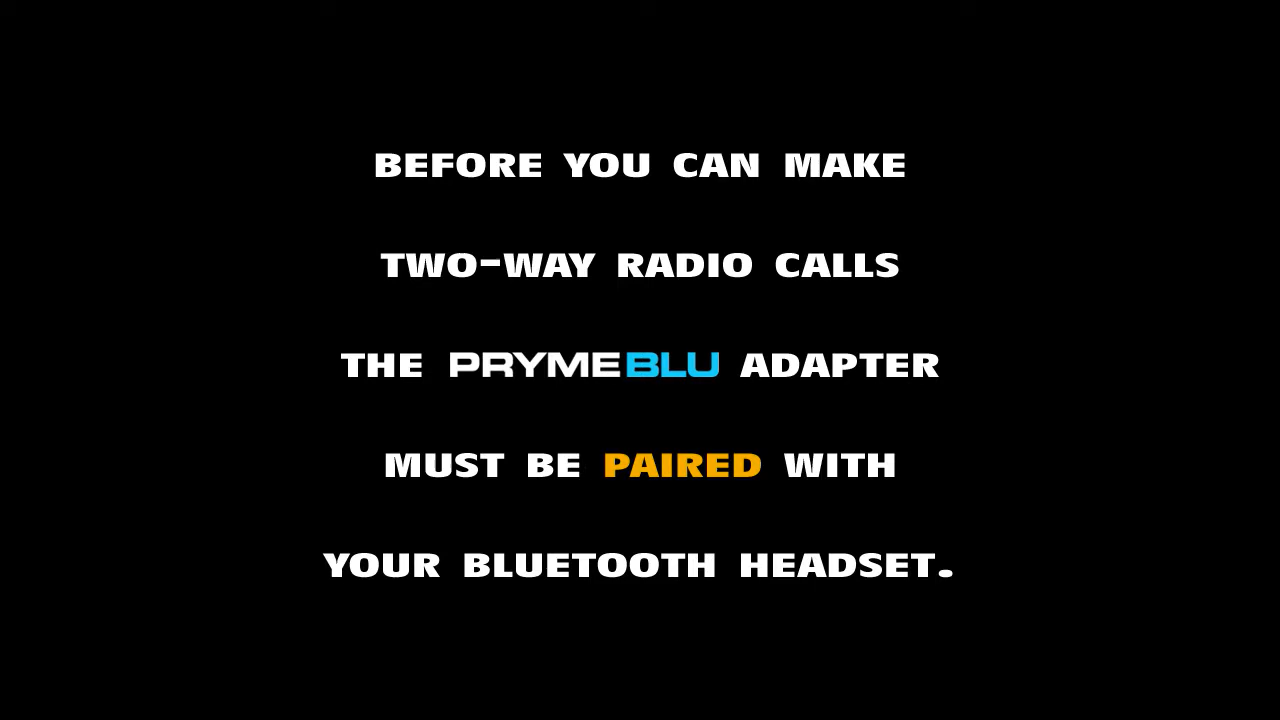 BEFORE YOU CAN MAKE
TWO-WAY RADIO CALLS
THE PRYMEBLU ADAPTER
MUST BE PAIRED WITH
YOUR BLUETOOTH HEADSET.